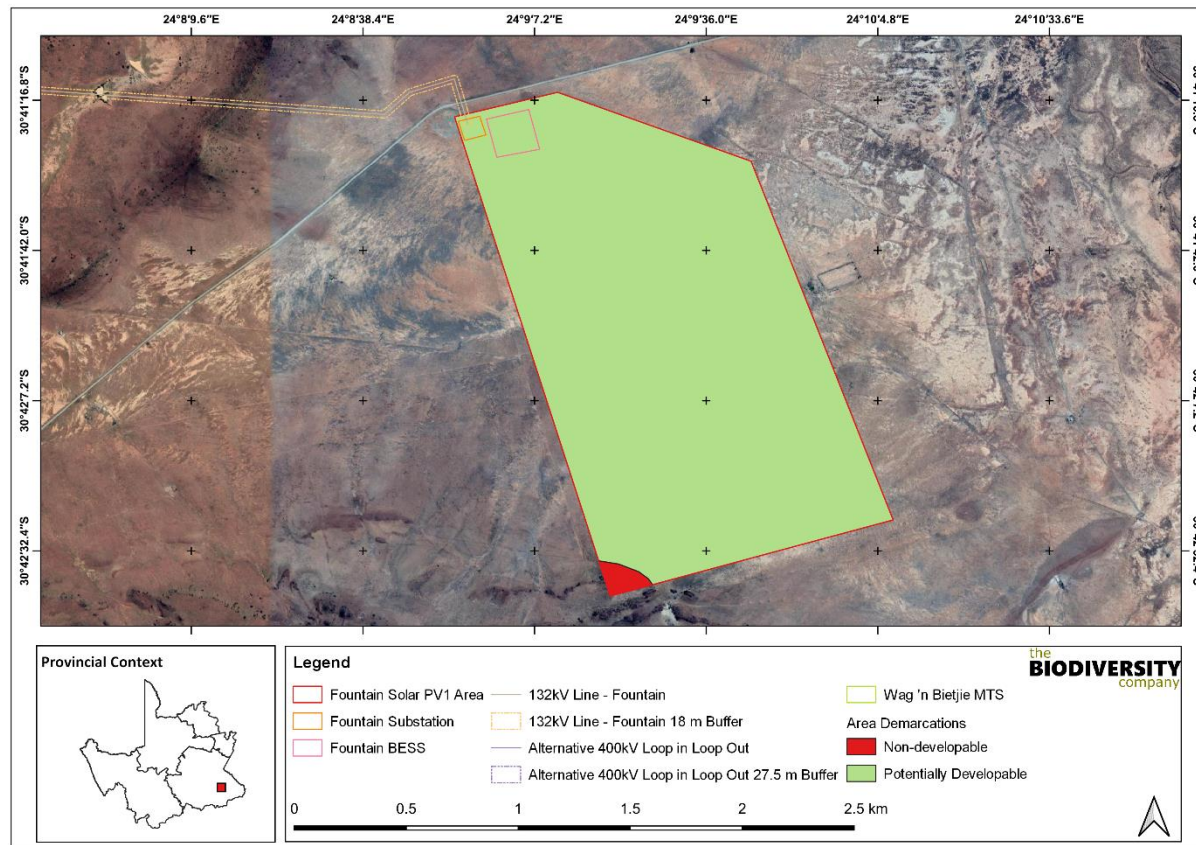 24°8'9.6"E 24°8'38.4"E 24°9'7.2"E 24°9'36.0"E 24°10'4.8"E 24°10'33.6"E
30°41'16.8"S
30°41'42.0"S
30°42'7.2"S
30°42'32.4"S
Provincial Context
Legend
Fountain Solar PV1 Area
Fountain Substation
Fountain BESS
132kV Line - Fountain
132kV Line - Fountain 18 m Buffer
Alternative 400kV Loop in Loop Out
Alternative 400kV Loop in Loop Out 27.5 m Buffer
Wag 'n Bietjie MTS
Area Demarcations
Non-developable
Potentially Developable
the
BIODIVERSITY
company
0 0.5 1 1.5 2 2.5 km